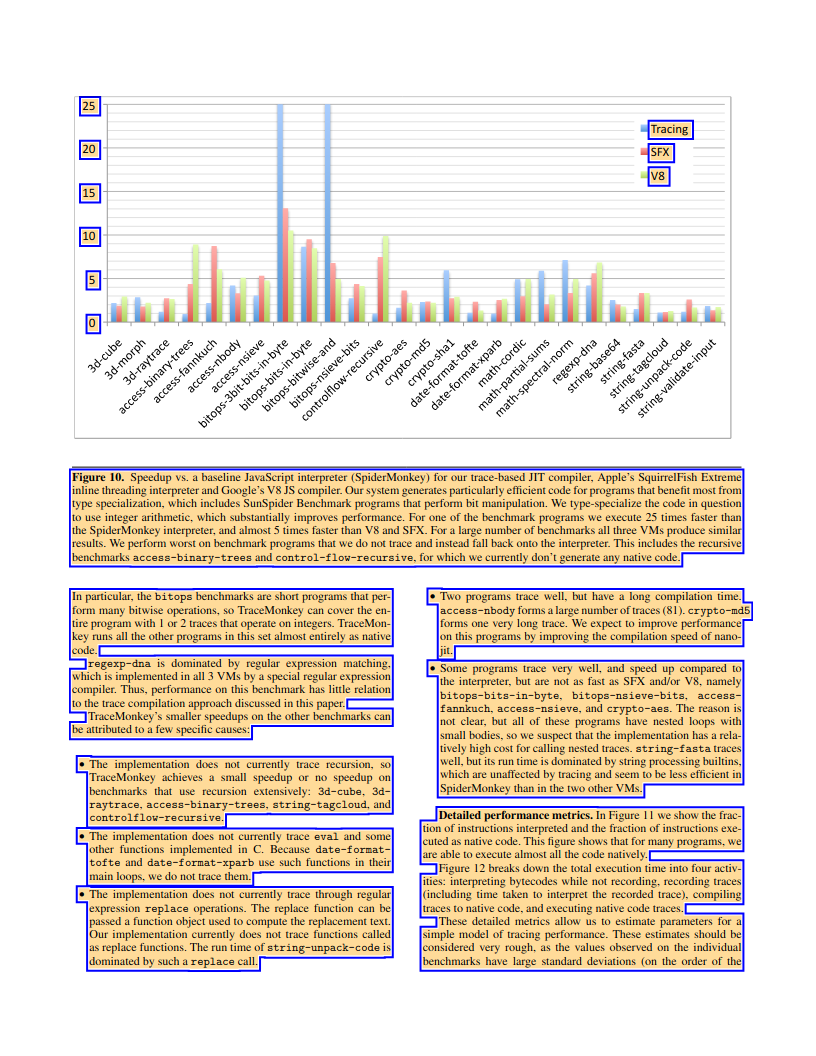 25
20
15
10
5
0
Tracing
SFX
V8
3d-cube
3d-morph
3d-raytrace
access-binary-trees
access-fannkuch
access-nbody
access-nsieve
bitops-3bit-bits-in-byte
bitops-bits-in-byte
bitops-bitwise-and
bitops-nsieve-bits
controlflow-recursive
crypto-aes
crypto-md5
crypto-sha1
date-format-tofte
date-format-xparb
math-cordic
math-partial-sums
math-spectral-norm
regexp-dna
string-base64
string-fasta
string-tagcloud
string-unpack-code
string-validate-input
Figure 10. Speedup vs. a baseline JavaScript interpreter (SpiderMonkey) for our trace-based JIT compiler, Apple's SquirrelFish Extreme
inline threading interpreter and Google's V8 JS compiler. Our system generates particularly efficient code for programs that benefit most from
type specialization, which includes SunSpider Benchmark programs that perform bit manipulation. We type-specialize the code in question
to use integer arithmetic, which substantially improves performance. For one of the benchmark programs we execute 25 times faster than
the SpiderMonkey interpreter, and almost 5 times faster than V8 and SFX. For a large number of benchmarks all three VMs produce similar
results. We perform worst on benchmark programs that we do not trace and instead fall back onto the interpreter. This includes the recursive
benchmarks access-binary-trees and control-flow-recursive, for which we currently don't generate any native code.
In particular, the bitops benchmarks are short programs that per-
form many bitwise operations, so TraceMonkey can cover the en-
tire program with 1 or 2 traces that operate on integers. TraceMon-
key runs all the other programs in this set almost entirely as native
code.
regexp-dna is dominated by regular expression matching,
which is implemented in all 3 VMs by a special regular expression
compiler. Thus, performance on this benchmark has little relation
to the trace compilation approach discussed in this paper.
TraceMonkey's smaller speedups on the other benchmarks can
be attributed to a few specific causes:
• The implementation does not currently trace recursion, so
TraceMonkey achieves a small speedup or no speedup on
benchmarks that use recursion extensively: 3d-cube, 3d-
raytrace, access-binary-trees, string-tagcloud, and
controlflow-recursive.
• The implementation does not currently trace eval and some
other functions implemented in C. Because date-format-
tofte and date-format-xparb use such functions in their
main loops, we do not trace them.
• The implementation does not currently trace through regular
expression replace operations. The replace function can be
passed a function object used to compute the replacement text.
Our implementation currently does not trace functions called
as replace functions. The run time of string-unpack-code is
dominated by such a replace call.
• Two programs trace well, but have a long compilation time.
access-nbody forms a large number of traces (81). crypto-md5
forms one very long trace. We expect to improve performance
on this programs by improving the compilation speed of nano-
jit.
• Some programs trace very well, and speed up compared to
the interpreter, but are not as fast as SFX and/or V8, namely
bitops-bits-in-byte, bitops-nsieve-bits, access-
fannkuch, access-nsieve, and crypto-aes. The reason is
not clear, but all of these programs have nested loops with
small bodies, so we suspect that the implementation has a rela-
tively high cost for calling nested traces. string-fasta traces
well, but its run time is dominated by string processing builtins,
which are unaffected by tracing and seem to be less efficient in
SpiderMonkey than in the two other VMs.
Detailed performance metrics. In Figure 11 we show the frac-
tion of instructions interpreted and the fraction of instructions exe-
cuted as native code. This figure shows that for many programs, we
are able to execute almost all the code natively.
Figure 12 breaks down the total execution time into four activ-
ities: interpreting bytecodes while not recording, recording traces
(including time taken to interpret the recorded trace), compiling
traces to native code, and executing native code traces.
These detailed metrics allow us to estimate parameters for a
simple model of tracing performance. These estimates should be
considered very rough, as the values observed on the individual
benchmarks have large standard deviations (on the order of the